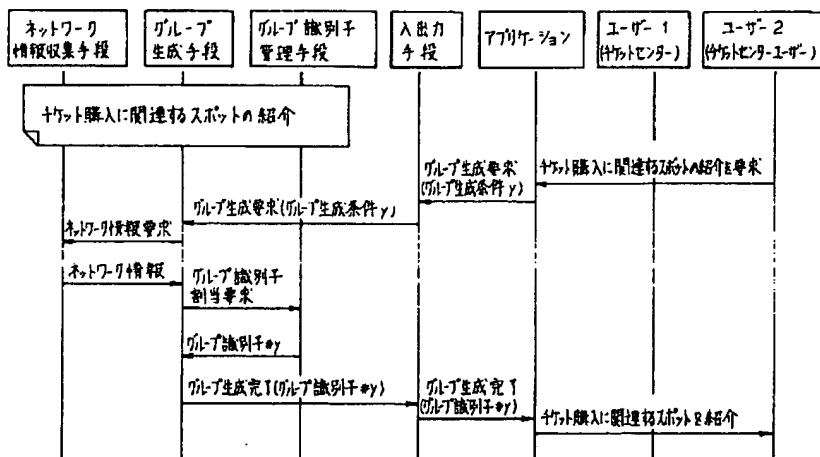 ネットワーク
情報収集手段
グループ
生成手段
グループ識別子
管理手段
入出力
手段
アプリケーション
ユーザー1
(チケットセンター)
ユーザー2
(チケットセンターユーザー)
チケット購入に関連するスポットの紹介
チケット購入に関連するスポットの紹介を要求
グループ生成要求
(グループ生成条件y)
グループ生成要求(グループ生成条件y)
ネットワーク情報要求
ネットワーク情報
グループ識別子
割当要求
グループ識別子#y
グループ生成完了(グループ識別子#y)
グループ生成完了
(グループ識別子#y)
チケット購入に関連するスポットを紹介